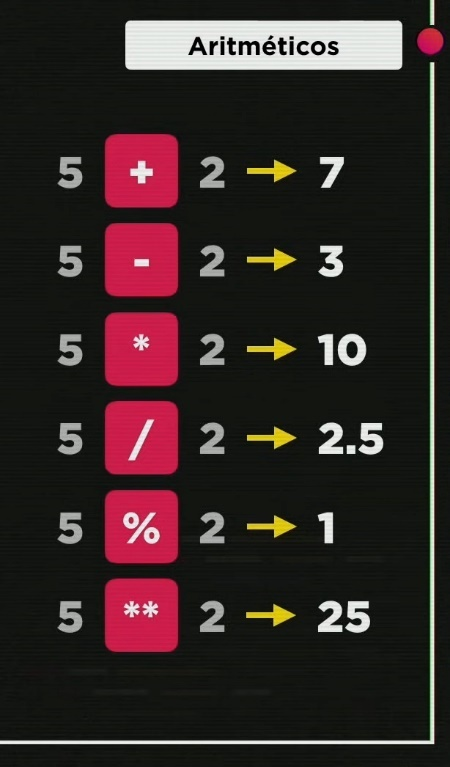 Aritméticos
5 + 2 → 7
5 - 2 → 3
5 * 2 → 10
5 / 2 → 2.5
5 % 2 → 1
5 ** 2 → 25